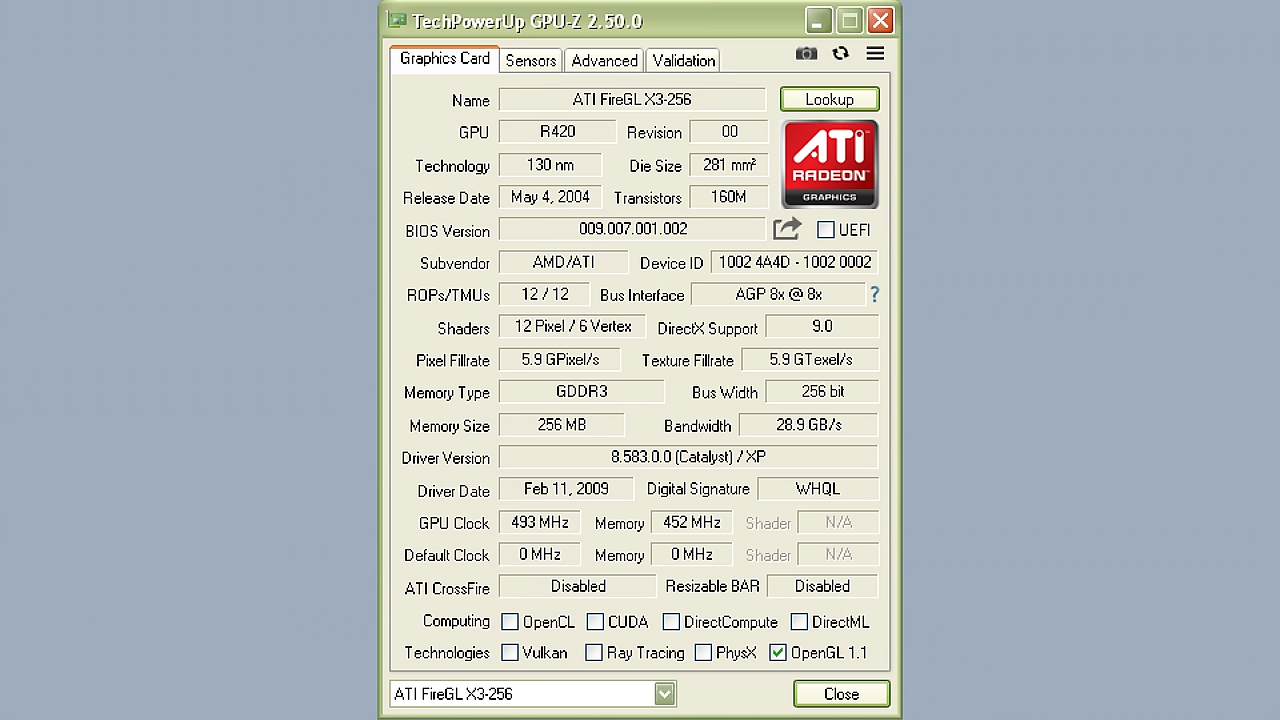 TechPowerUp GPU-Z 2.50.0
Graphics Card Sensors Advanced Validation
Name ATI FireGL X3-256 Lookup
GPU R420 Revision 00
ATI
RADEON
GRAPHICS
Technology 130 nm Die Size 281 mm²
Release Date May 4, 2004 Transistors 160M
BIOS Version 009.007.001.002 UEFI
Subvendor AMD/ATI Device ID 1002 4A4D - 1002 0002
ROPs/TMUs 12 / 12 Bus Interface AGP 8x @ 8x ?
Shaders 12 Pixel / 6 Vertex DirectX Support 9.0
Pixel Fillrate 5.9 GPixel/s Texture Fillrate 5.9 GTexel/s
Memory Type GDDR3 Bus Width 256 bit
Memory Size 256 MB Bandwidth 28.9 GB/s
Driver Version 8.583.0.0 (Catalyst) / XP
Driver Date Feb 11, 2009 Digital Signature WHQL
GPU Clock 493 MHz Memory 452 MHz Shader N/A
Default Clock 0 MHz Memory 0 MHz Shader N/A
ATI CrossFire Disabled Resizable BAR Disabled
Computing OpenCL CUDA DirectCompute DirectML
Technologies Vulkan Ray Tracing PhysX OpenGL 1.1
ATI FireGL X3-256 Close